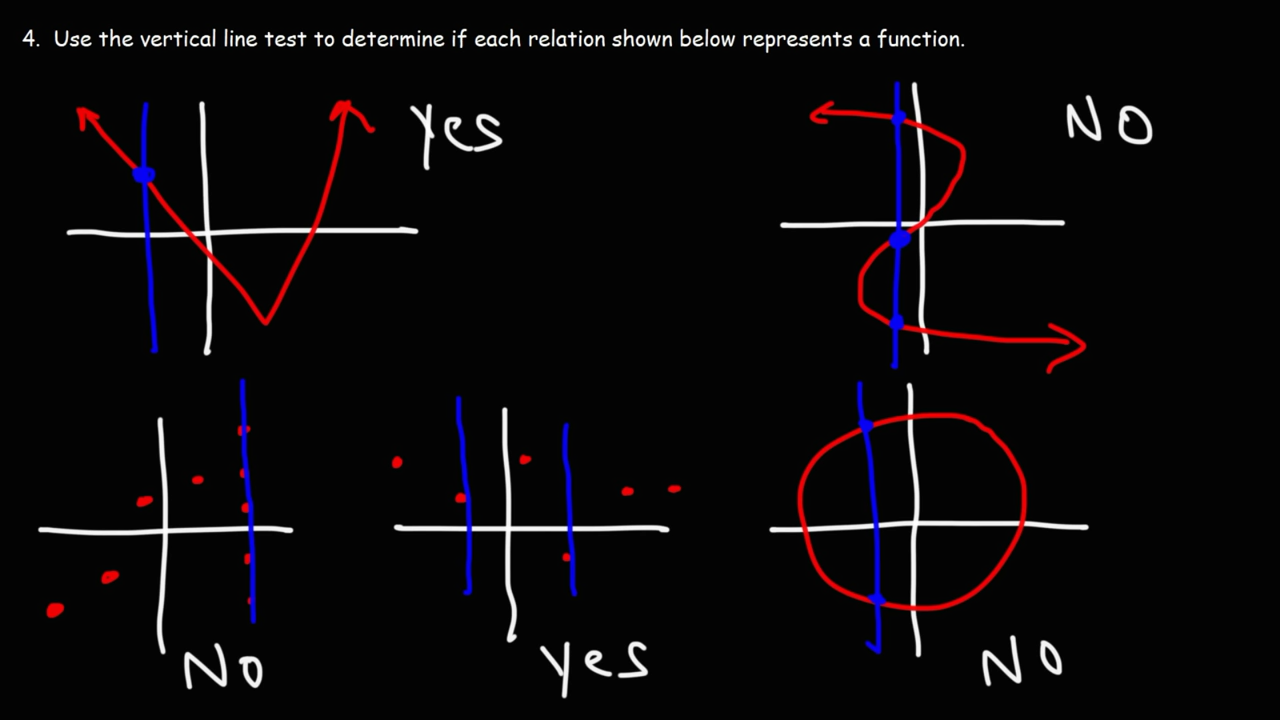 4. Use the vertical line test to determine if each relation shown below represents a function.
Yes
NO
No
Yes
NO